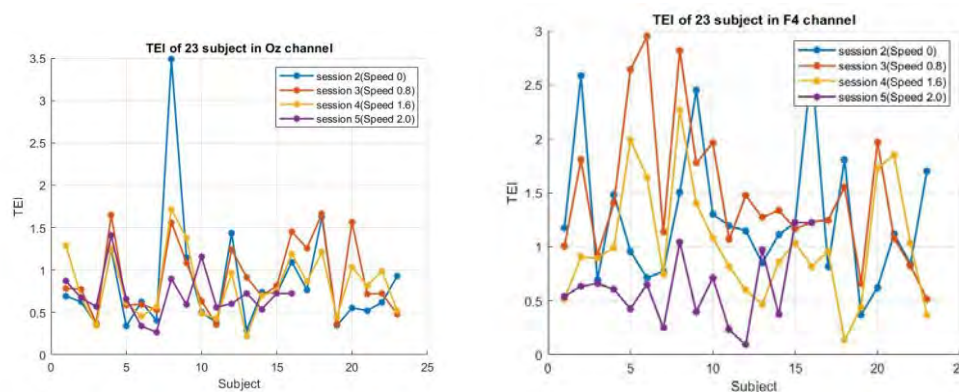 TEI of 23 subject in Oz channel
3.5
3
2.5
2
1.5
1
0.5
0
TEI
session 2(Speed 0)
session 3(Speed 0.8)
session 4(Speed 1.6)
session 5(Speed 2.0)
0 5 10 15 20 25
Subject
TEI of 23 subject in F4 channel
3
2.5
2
1.5
1
0.5
0
TEI
session 2(Speed 0)
session 3(Speed 0.8)
session 4(Speed 1.6)
session 5(Speed 2.0)
0 5 10 15 20
Subject